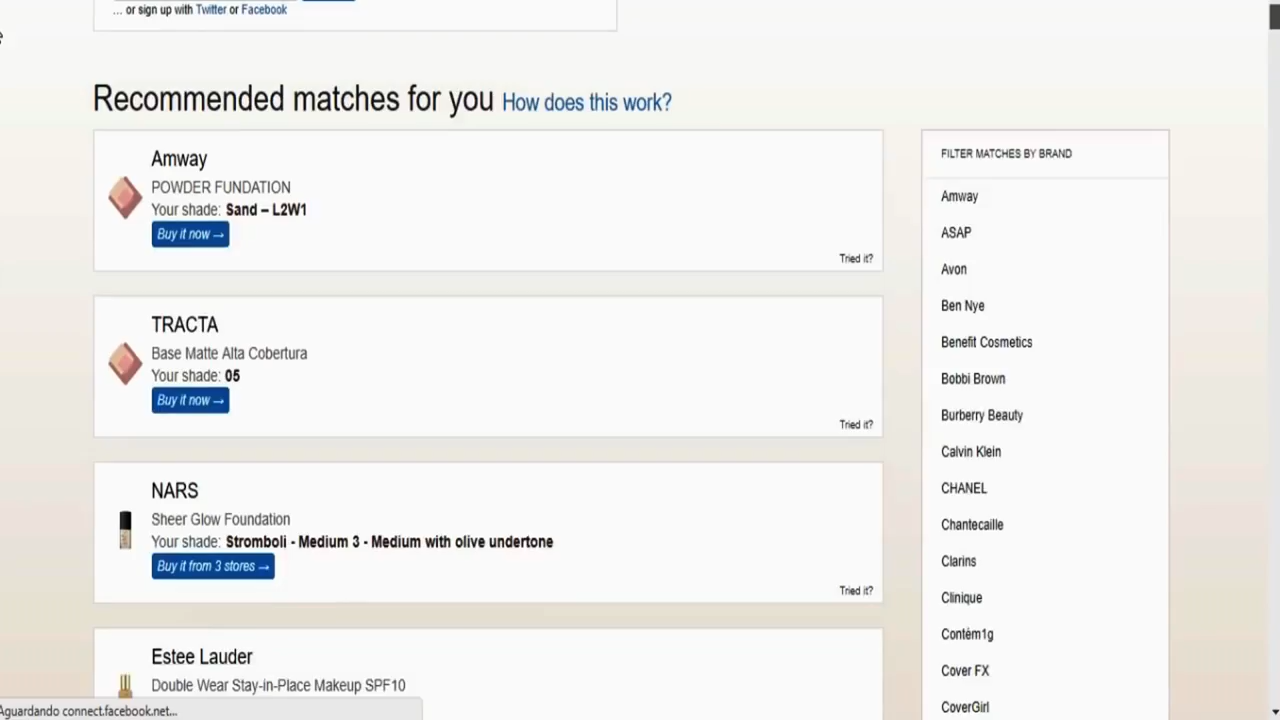 ... or sign up with Twitter or Facebook
Recommended matches for you How does this work?
Amway
POWDER FUNDATION
Your shade: Sand – L2W1
Buy it now →
Tried it?
TRACTA
Base Matte Alta Cobertura
Your shade: 05
Buy it now →
Tried it?
NARS
Sheer Glow Foundation
Your shade: Stromboli - Medium 3 - Medium with olive undertone
Buy it from 3 stores →
Tried it?
Estee Lauder
Double Wear Stay-in-Place Makeup SPF10
FILTER MATCHES BY BRAND
Amway
ASAP
Avon
Ben Nye
Benefit Cosmetics
Bobbi Brown
Burberry Beauty
Calvin Klein
CHANEL
Chantecaille
Clarins
Clinique
Contém1g
Cover FX
CoverGirl
Aguardando connect.facebook.net...